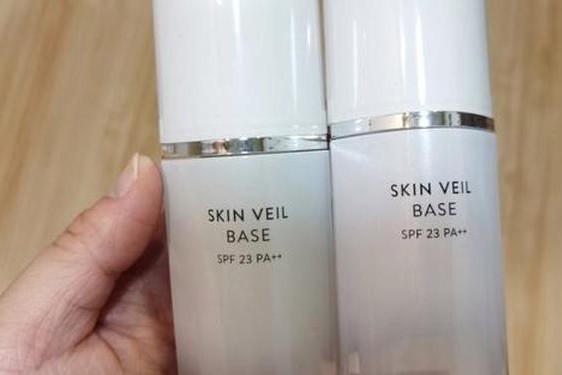 SKIN VEIL
BASE
SPF 23 PA++
SKIN VEIL
BASE
SPF 23 PA++